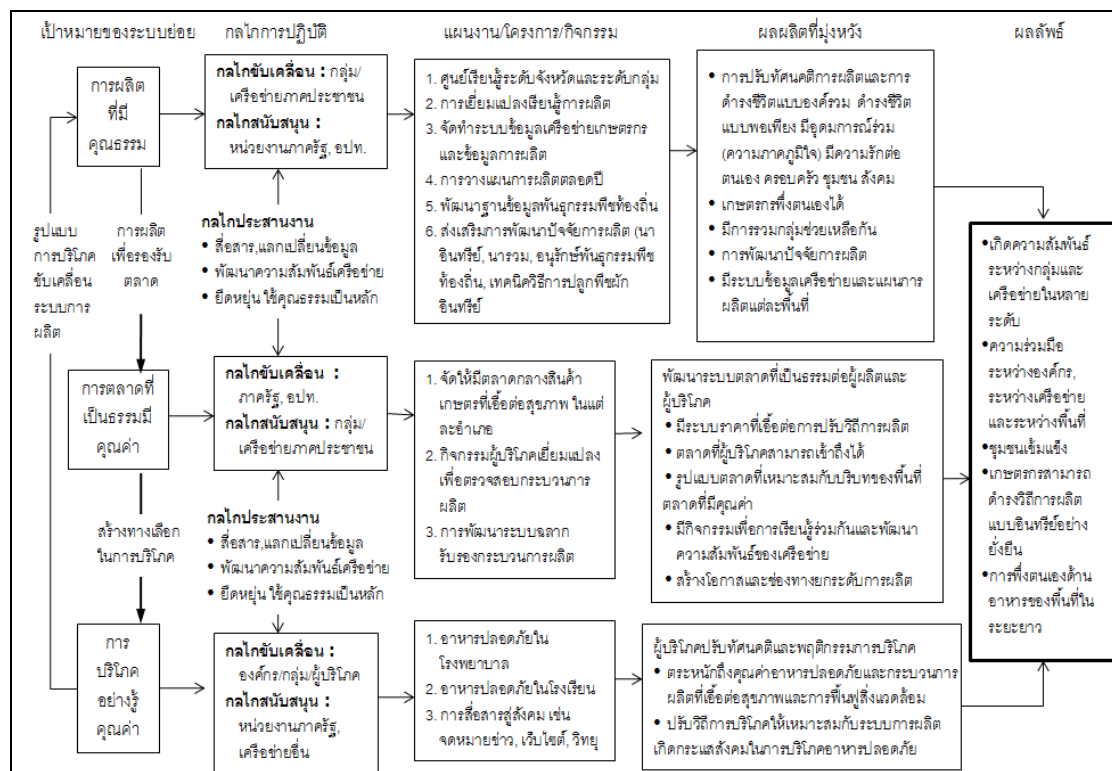 เป้าหมายของระบบย่อย
กลไกการปฏิบัติ
แผนงาน/โครงการ/กิจกรรม
ผลผลิตที่มุ่งหวัง
ผลลัพธ์
การผลิต
ที่มี
คุณธรรม
กลไกขับเคลื่อน : กลุ่ม/
เครือข่ายภาคประชาชน
กลไกสนับสนุน :
หน่วยงานภาครัฐ, อปท.
1. ศูนย์เรียนรู้ระดับจังหวัดและระดับกลุ่ม
2. การเยี่ยมแปลงเรียนรู้การผลิต
3. จัดทำระบบข้อมูลเครือข่ายเกษตรกร
และข้อมูลการผลิต
4. การวางแผนการผลิตตลอดปี
5. พัฒนาฐานข้อมูลพันธุกรรมพืชท้องถิ่น
6. ส่งเสริมการพัฒนาปัจจัยการผลิต (นา
อินทรีย์, นารวม, อนุรักษ์พันธุกรรมพืช
ท้องถิ่น, เทคนิควิธีการปลูกพืชผัก
อินทรีย์)
• การปรับทัศนคติการผลิตและการ
ดำรงชีวิตแบบองค์รวม ดำรงชีวิต
แบบพอเพียง มีอุดมการณ์ร่วม
(ความภาคภูมิใจ) มีความรักต่อ
ตนเอง ครอบครัว ชุมชน สังคม
• เกษตรกรพึ่งตนเองได้
• มีการรวมกลุ่มช่วยเหลือกัน
• การพัฒนาปัจจัยการผลิต
• มีระบบข้อมูลเครือข่ายและแผนการ
ผลิตแต่ละพื้นที่
รูปแบบ
การบริโภค
ขับเคลื่อน
ระบบการ
ผลิต
การผลิต
เพื่อรองรับ
ตลาด
กลไกประสานงาน
• สื่อสาร,แลกเปลี่ยนข้อมูล
• พัฒนาความสัมพันธ์เครือข่าย
• ยืดหยุ่น ใช้คุณธรรมเป็นหลัก
การตลาดที่
เป็นธรรมมี
คุณค่า
กลไกขับเคลื่อน :
ภาครัฐ, อปท.
กลไกสนับสนุน : กลุ่ม/
เครือข่ายภาคประชาชน
1. จัดให้มีตลาดกลางสินค้า
เกษตรที่เอื้อต่อสุขภาพ ในแต่
ละอำเภอ
2. กิจกรรมผู้บริโภคเยี่ยมแปลง
เพื่อตรวจสอบกระบวนการ
ผลิต
3. การพัฒนาระบบฉลาก
รับรองกระบวนการผลิต
พัฒนาระบบตลาดที่เป็นธรรมต่อผู้ผลิตและ
ผู้บริโภค
• มีระบบราคาที่เอื้อต่อการปรับวิถีการผลิต
• ตลาดที่ผู้บริโภคสามารถเข้าถึงได้
• รูปแบบตลาดที่เหมาะสมกับบริบทของพื้นที่
ตลาดที่มีคุณค่า
• มีกิจกรรมเพื่อการเรียนรู้ร่วมกันและพัฒนา
ความสัมพันธ์ของเครือข่าย
• สร้างโอกาสและช่องทางยกระดับการผลิต
•เกิดความสัมพันธ์
ระหว่างกลุ่มและ
เครือข่ายในหลาย
ระดับ
•ความร่วมมือ
ระหว่างองค์กร,
ระหว่างเครือข่าย
และระหว่างพื้นที่
•ชุมชนเข้มแข็ง
•เกษตรกรสามารถ
ดำรงวิถีการผลิต
แบบอินทรีย์อย่าง
ยั่งยืน
•การพึ่งตนเองด้าน
อาหารของพื้นที่ใน
ระยะยาว
สร้างทางเลือก
ในการบริโภค
กลไกประสานงาน
• สื่อสาร,แลกเปลี่ยนข้อมูล
• พัฒนาความสัมพันธ์เครือข่าย
• ยืดหยุ่น ใช้คุณธรรมเป็นหลัก
การ
บริโภค
อย่างรู้
คุณค่า
กลไกขับเคลื่อน :
องค์กร/กลุ่ม/ผู้บริโภค
กลไกสนับสนุน :
หน่วยงานภาครัฐ,
เครือข่ายอื่น
1. อาหารปลอดภัยใน
โรงพยาบาล
2. อาหารปลอดภัยในโรงเรียน
3. การสื่อสารสู่สังคม เช่น
จดหมายข่าว, เว็บไซต์, วิทยุ
ผู้บริโภคปรับทัศนคติและพฤติกรรมการบริโภค
• ตระหนักถึงคุณค่าอาหารปลอดภัยและกระบวนการ
ผลิตที่เอื้อต่อสุขภาพและการฟื้นฟูสิ่งแวดล้อม
• ปรับวิถีการบริโภคให้เหมาะสมกับระบบการผลิต
เกิดกระแสสังคมในการบริโภคอาหารปลอดภัย